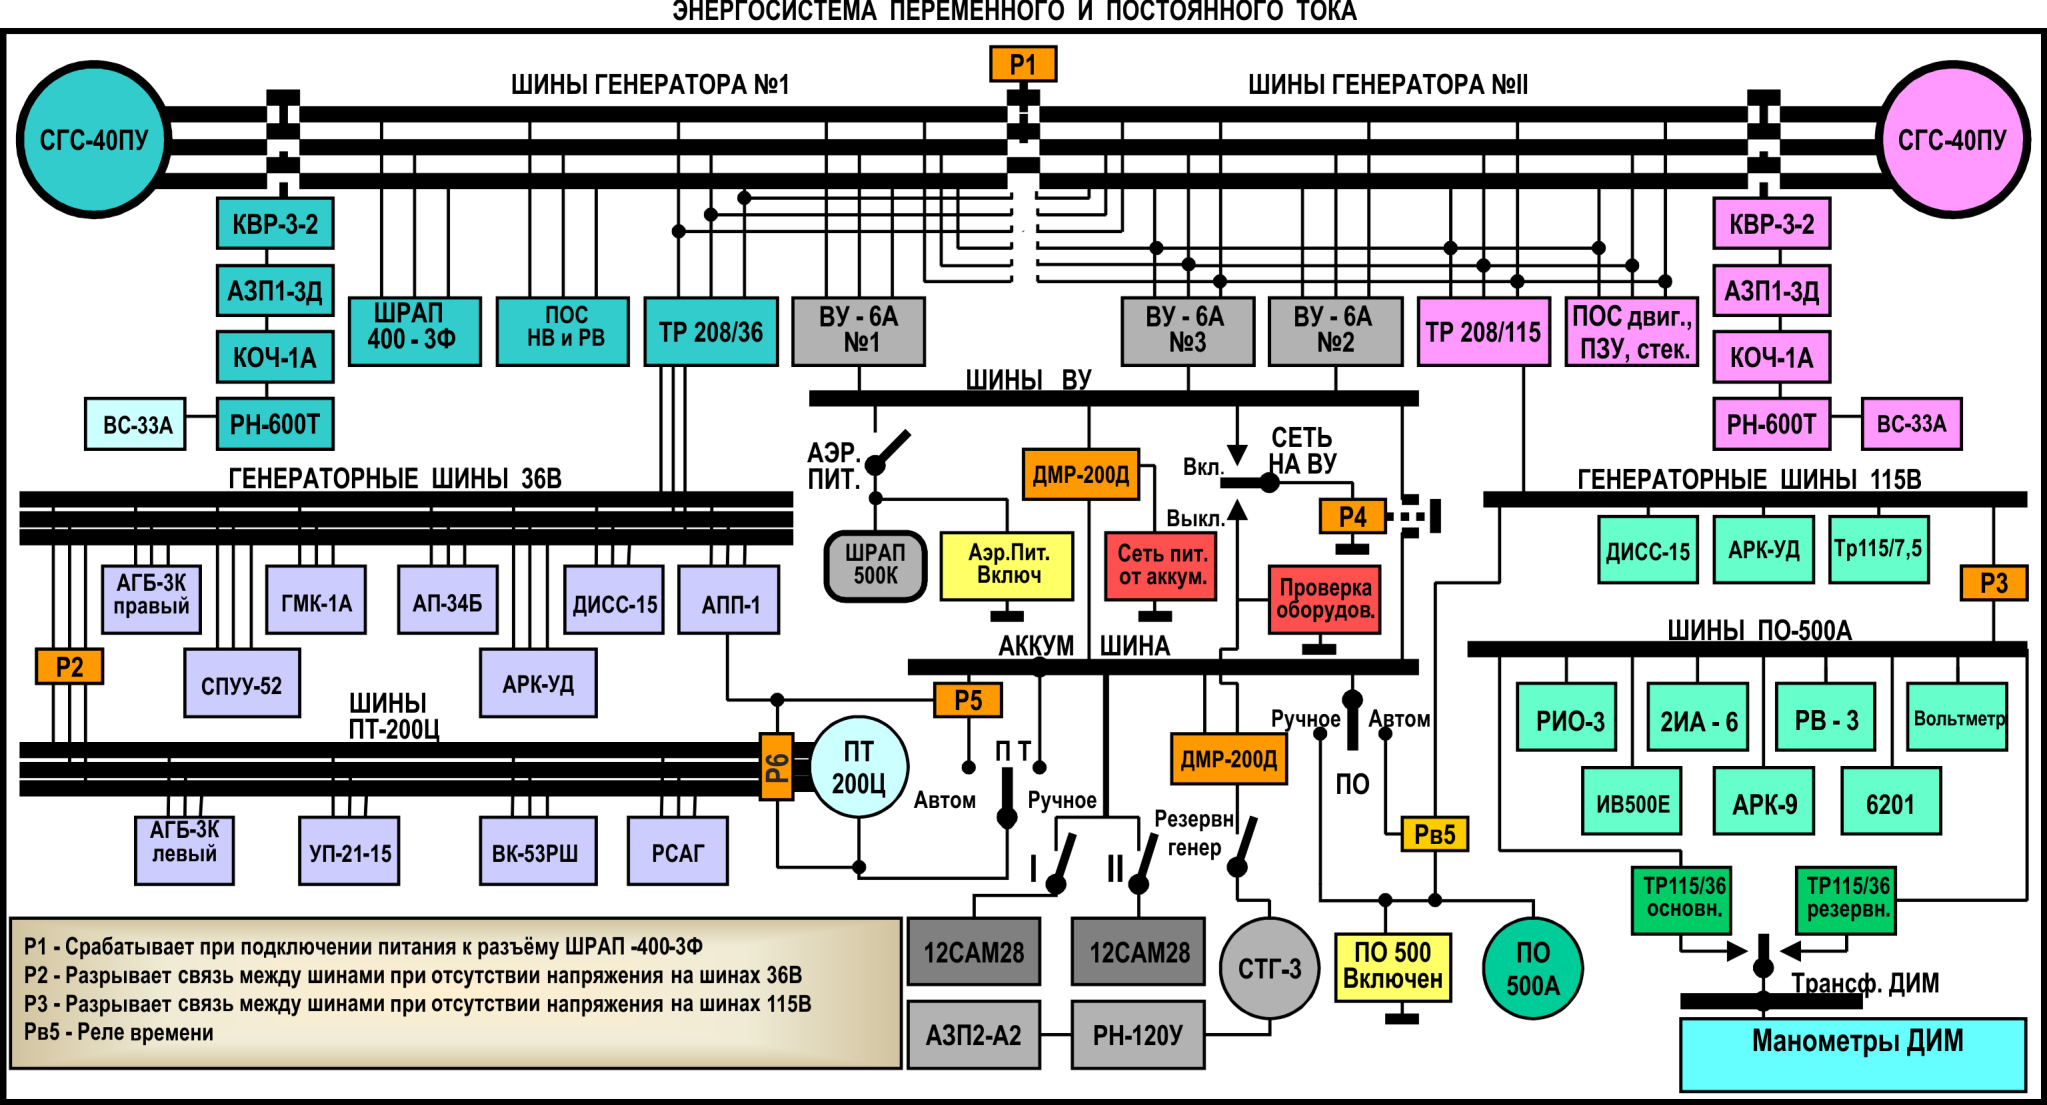 ЭНЕРГОСИСТЕМА ПЕРЕМЕННОГО И ПОСТОЯННОГО ТОКА
Р1
ШИНЫ ГЕНЕРАТОРА №1
ШИНЫ ГЕНЕРАТОРА №II
СГС-40ПУ
СГС-40ПУ
КВР-3-2
КВР-3-2
АЗП1-3Д
АЗП1-3Д
ШРАП
400 - 3Ф
ПОС
НВ и РВ
ТР 208/36
ВУ - 6А
№1
ВУ - 6А
№3
ВУ - 6А
№2
ТР 208/115
ПОС двиг.,
ПЗУ, стек.
КОЧ-1А
КОЧ-1А
ШИНЫ ВУ
ВС-33А
РН-600Т
РН-600Т
ВС-33А
АЭР.
ПИТ.
ДМР-200Д
Вкл.
СЕТЬ
НА ВУ
Выкл.
Р4
ГЕНЕРАТОРНЫЕ ШИНЫ 36В
ГЕНЕРАТОРНЫЕ ШИНЫ 115В
ШРАП
500К
Аэр.Пит.
Включ
Сеть пит.
от аккум.
Проверка
оборудов.
ДИСС-15
АРК-УД
Тр115/7,5
Р3
АГБ-3К
правый
ГМК-1А
АП-34Б
ДИСС-15
АПП-1
ШИНЫ ПО-500А
АККУМ ШИНА
Р2
СПУУ-52
АРК-УД
Р5
ШИНЫ
ПТ-200Ц
Ручное
Автом
РИО-3
2ИА - 6
РВ - 3
Вольтметр
Р6
ПТ
200Ц
П Т
Автом
Ручное
ДМР-200Д
ПО
ИВ500Е
АРК-9
6201
АГБ-3К
левый
УП-21-15
ВК-53РШ
РСАГ
I
II
Резервн
генер
Рв5
ТР115/36
основн.
ТР115/36
резервн.
12САМ28
12САМ28
СТГ-3
ПО 500
Включен
ПО
500А
Трансф. ДИМ
АЗП2-А2
РН-120У
Манометры ДИМ
Р1 - Срабатывает при подключении питания к разъёму ШРАП -400-3Ф
Р2 - Разрывает связь между шинами при отсутствии напряжения на шинах 36В
Р3 - Разрывает связь между шинами при отсутствии напряжения на шинах 115В
Рв5 - Реле времени